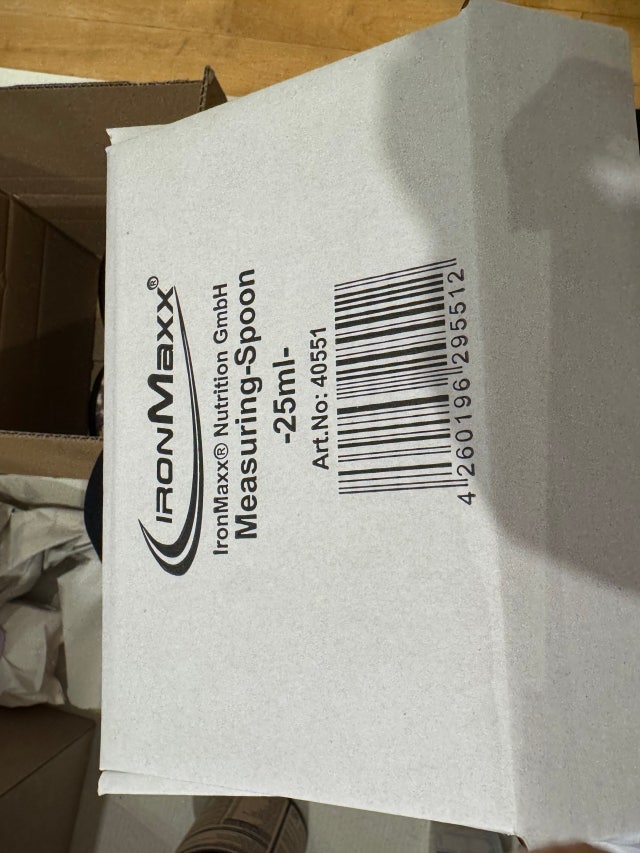 IRONMAXX®
IronMaxx® Nutrition GmbH
Measuring-Spoon
-25ml-
Art.No: 40551
4 260196 295512